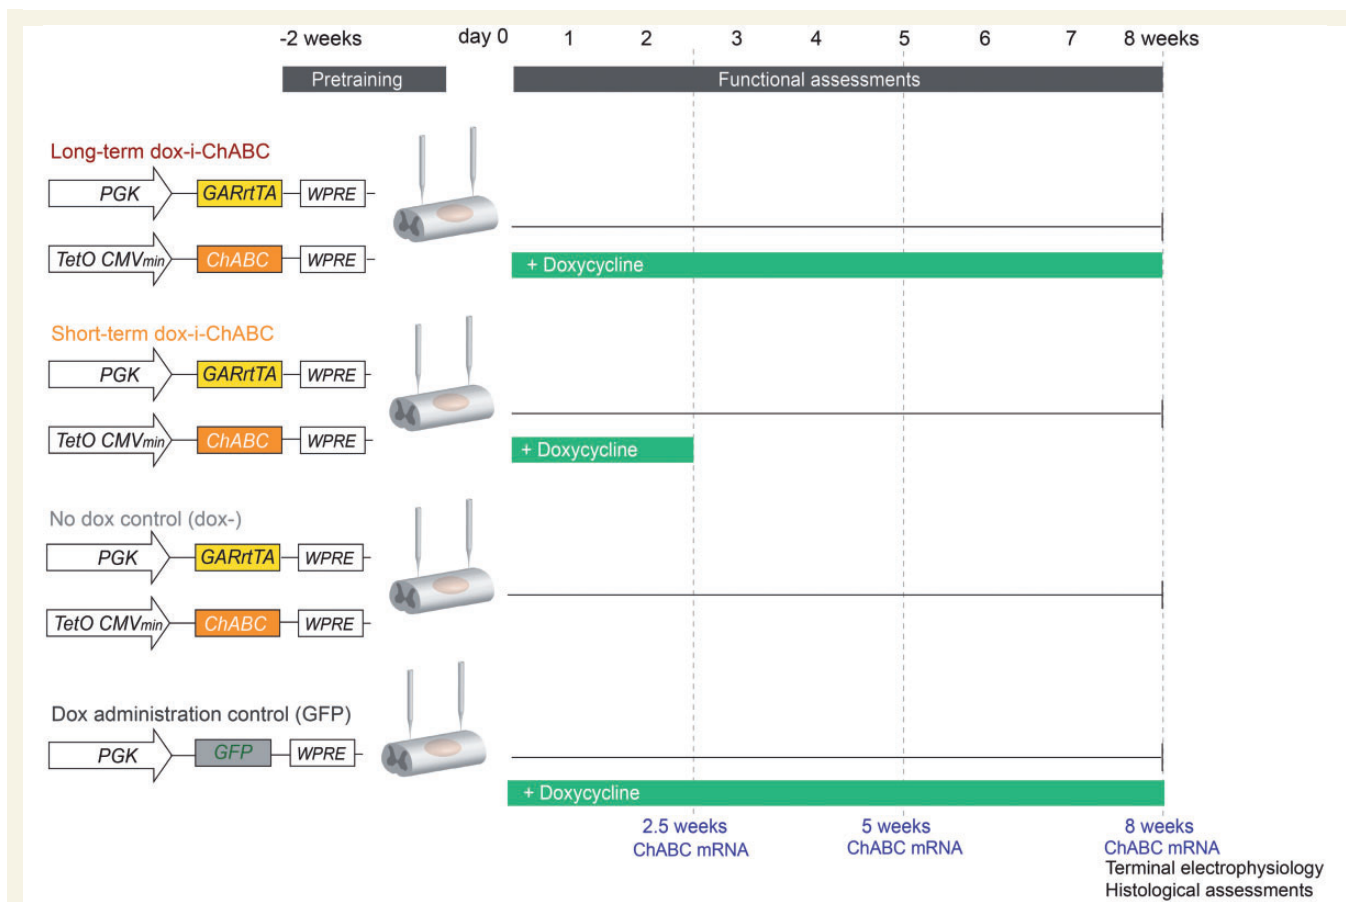 -2 weeks day 0 1 2 3 4 5 6 7 8 weeks
Pretraining Functional assessments
Long-term dox-i-ChABC
PGK GARrtTA WPRE
TetO CMVmin ChABC WPRE
+ Doxycycline
Short-term dox-i-ChABC
PGK GARrtTA WPRE
TetO CMVmin ChABC WPRE
+ Doxycycline
No dox control (dox-)
PGK GARrtTA WPRE
TetO CMVmin ChABC WPRE
Dox administration control (GFP)
PGK GFP WPRE
+ Doxycycline
2.5 weeks 5 weeks 8 weeks
ChABC mRNA ChABC mRNA ChABC mRNA
Terminal electrophysiology
Histological assessments